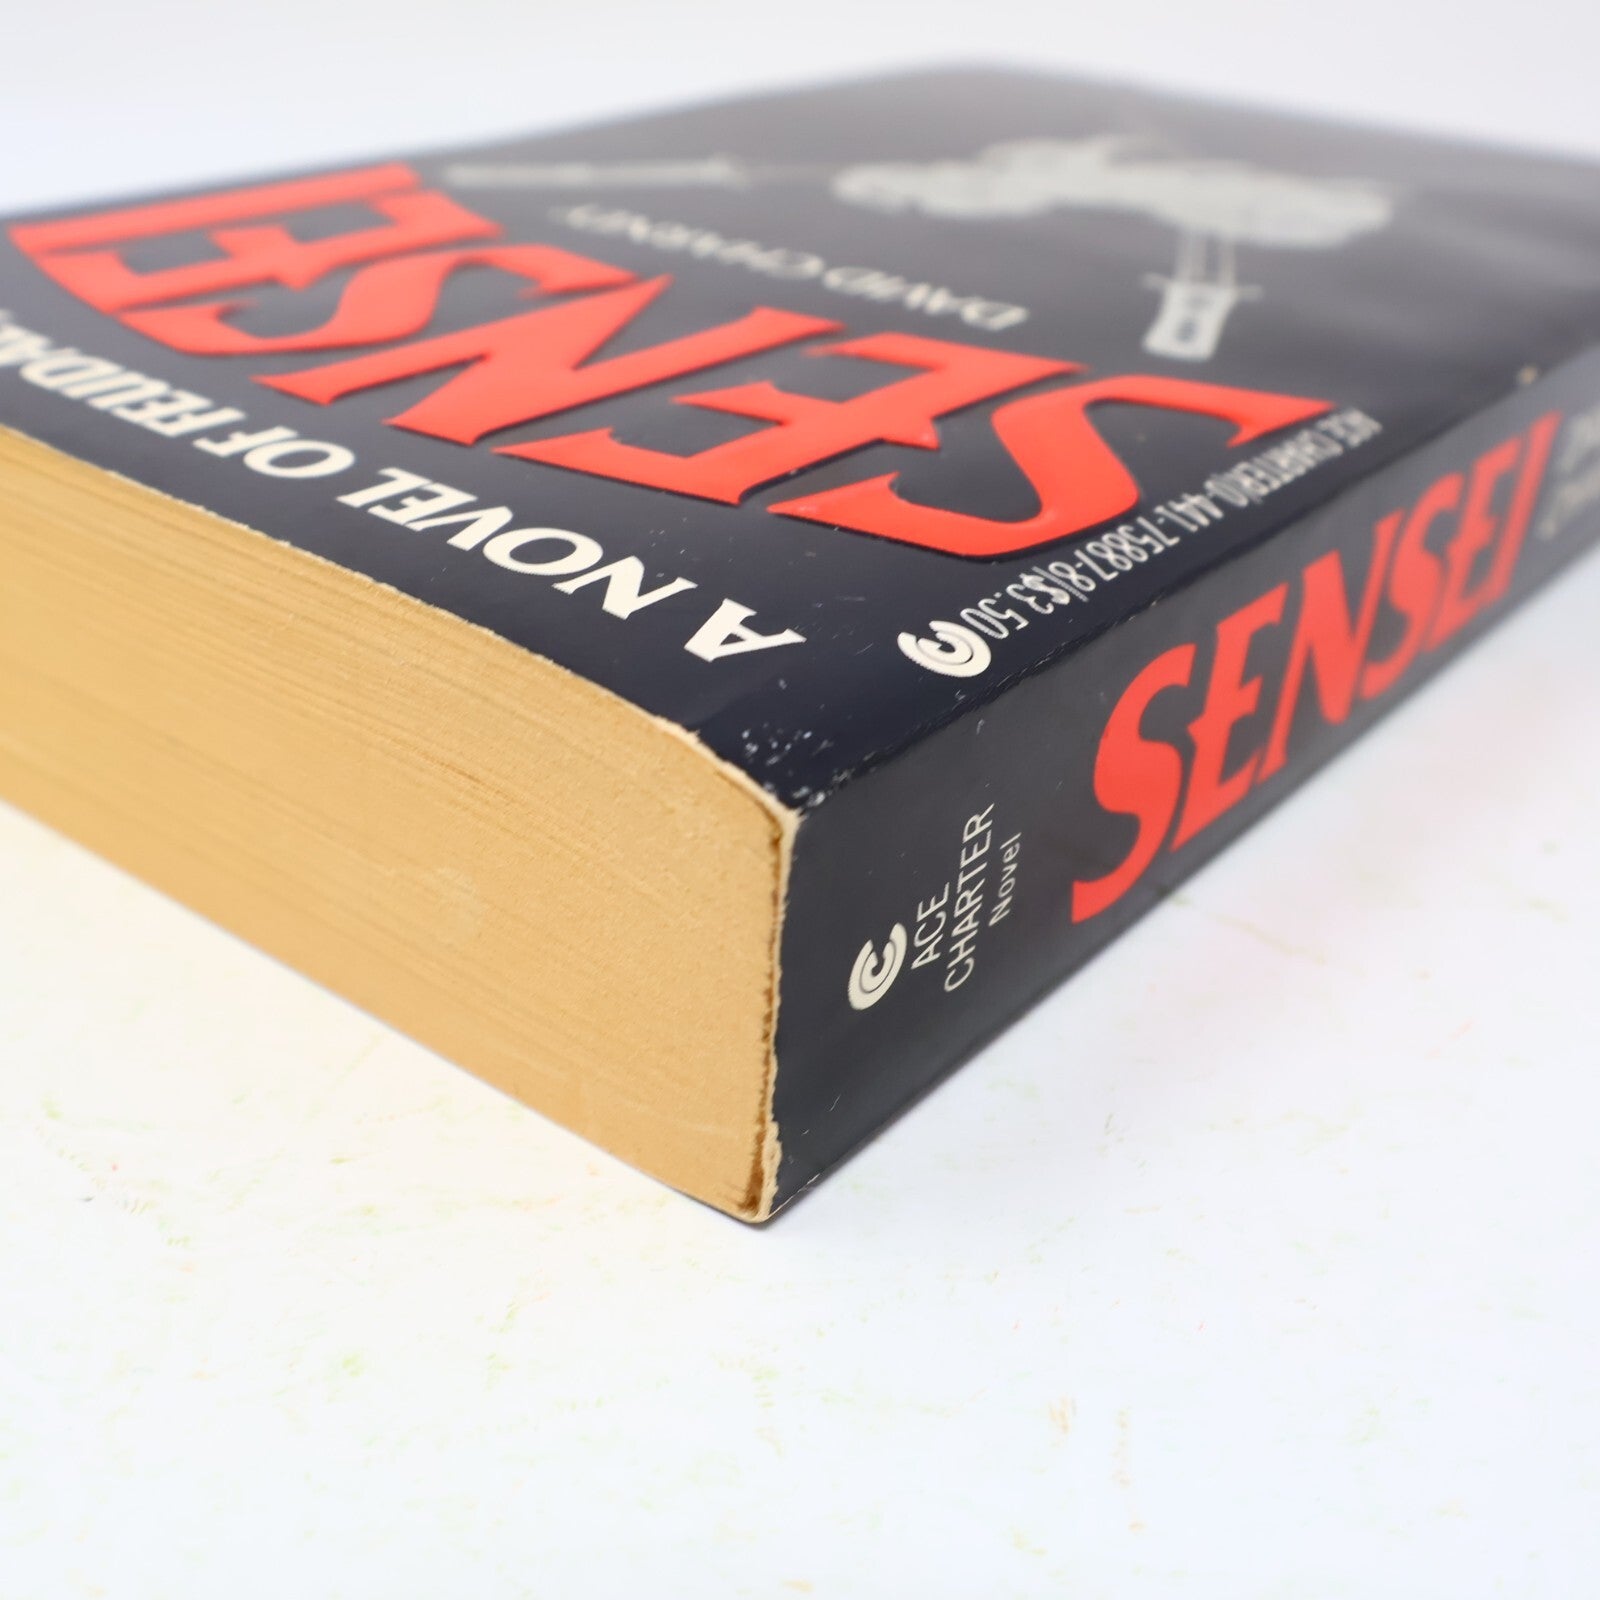 ACE CHARTER/0-441-75887-8/$3.50
DAVID CHARNEY
SENSEI
A NOVEL OF FEUDAL
SENSEI
ACE
CHARTER
Novel